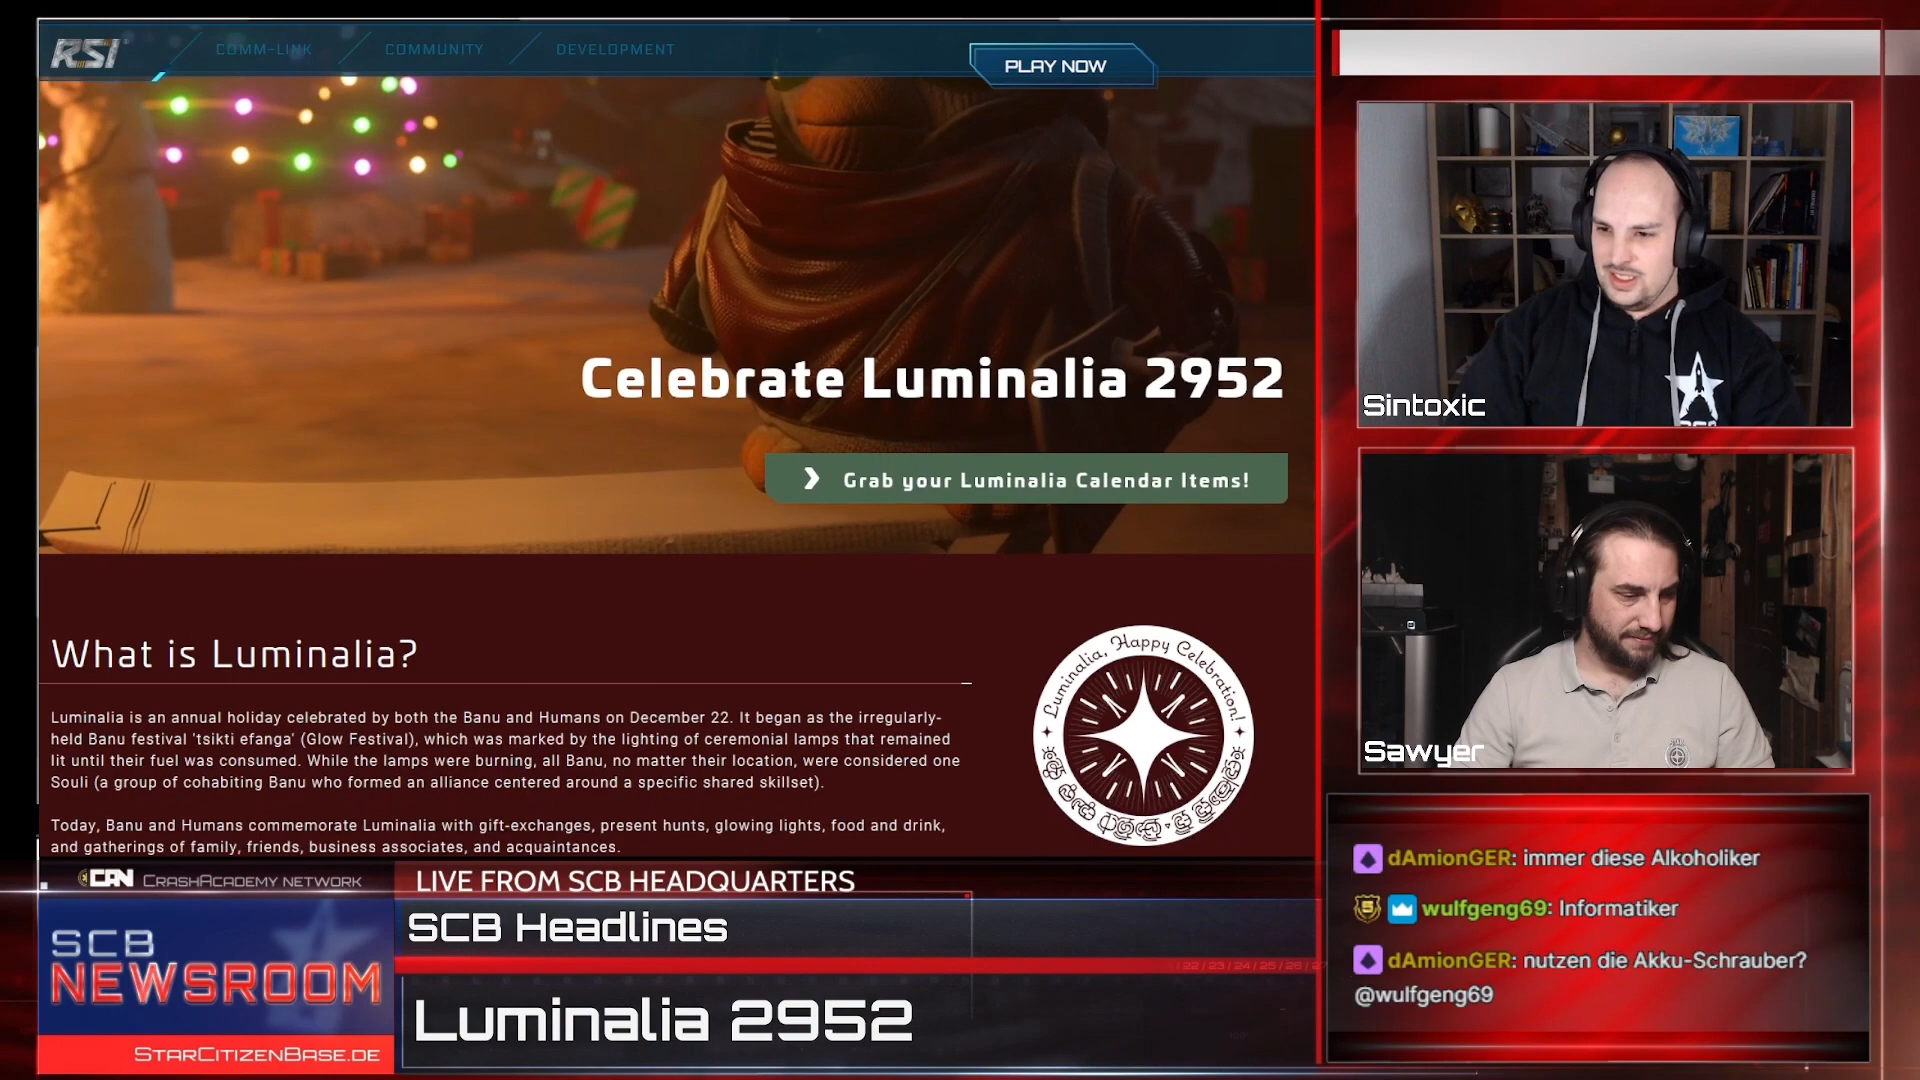 RSI
COMM-LINK
COMMUNITY
DEVELOPMENT
PLAY NOW
Celebrate Luminalia 2952
Grab your Luminalia Calendar Items!
What is Luminalia?
Luminalia is an annual holiday celebrated by both the Banu and Humans on December 22. It began as the irregularly-
held Banu festival 'tsikti efanga' (Glow Festival), which was marked by the lighting of ceremonial lamps that remained
lit until their fuel was consumed. While the lamps were burning, all Banu, no matter their location, were considered one
Souli (a group of cohabiting Banu who formed an alliance centered around a specific shared skillset).
Today, Banu and Humans commemorate Luminalia with gift-exchanges, present hunts, glowing lights, food and drink,
and gatherings of family, friends, business associates, and acquaintances.
Luminalia, Happy Celebration!
CAN CRASHACADEMY NETWORK
LIVE FROM SCB HEADQUARTERS
SCB
NEWSROOM
STARCITIZENBASE.DE
SCB Headlines
Luminalia 2952
Sintoxic
Sawyer
dAmionGER: immer diese Alkoholiker
5 wulfgeng69: Informatiker
dAmionGER: nutzen die Akku-Schrauber?
@wulfgeng69